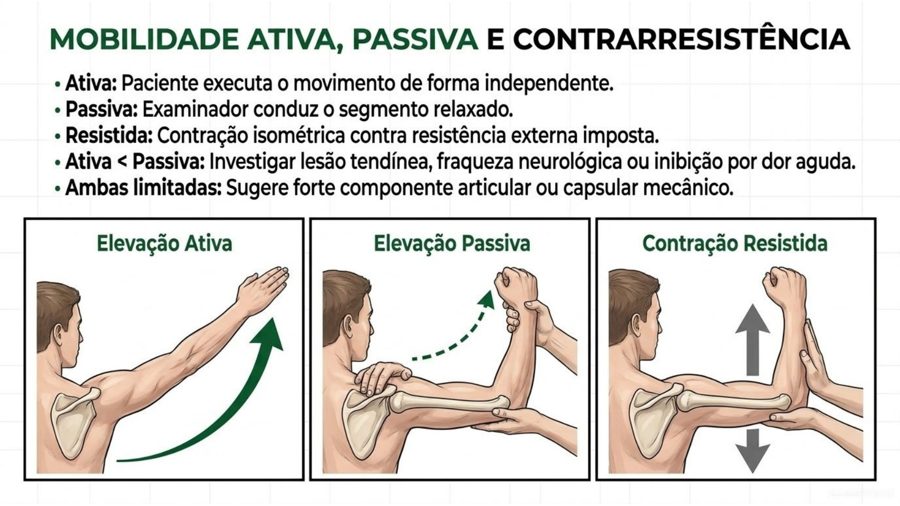 MOBILIDADE ATIVA, PASSIVA E CONTRARRESISTÊNCIA
• Ativa: Paciente executa o movimento de forma independente.
• Passiva: Examinador conduz o segmento relaxado.
• Resistida: Contração isométrica contra resistência externa imposta.
• Ativa < Passiva: Investigar lesão tendínea, fraqueza neurológica ou inibição por dor aguda.
• Ambas limitadas: Sugere forte componente articular ou capsular mecânico.
Elevação Ativa
Elevação Passiva
Contração Resistida